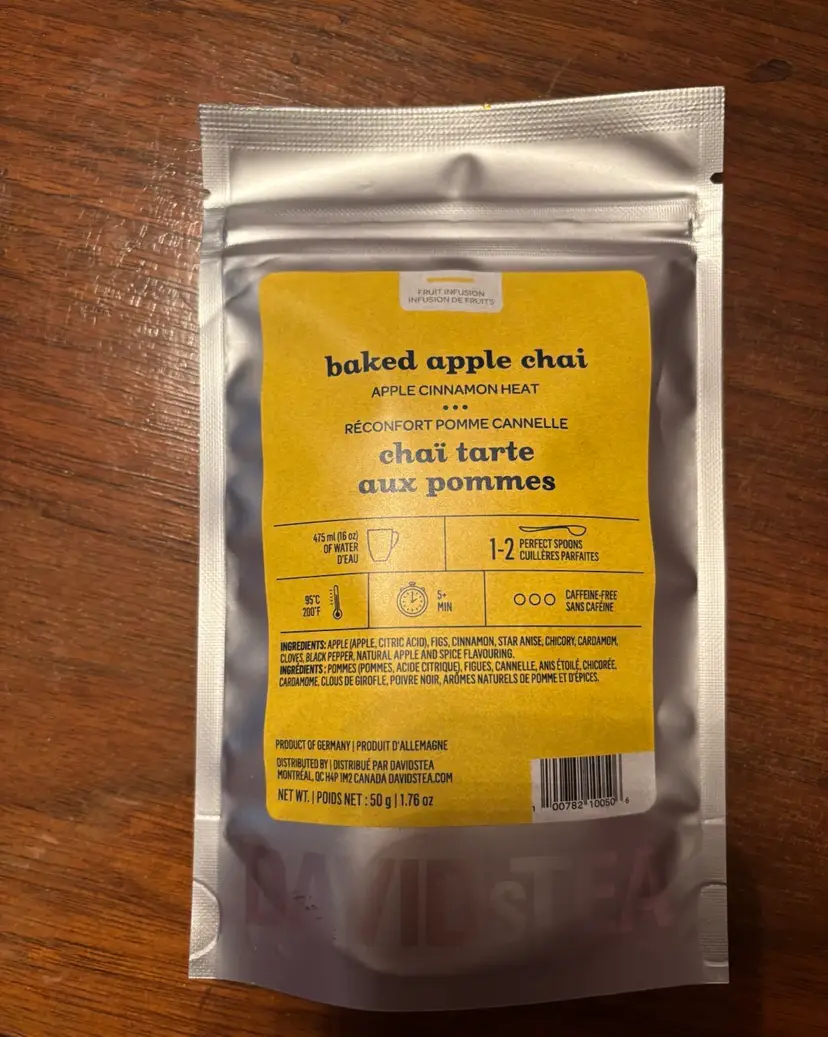 FRUIT INFUSION
INFUSION DE FRUITS
baked apple chai
APPLE CINNAMON HEAT
RÉCONFORT POMME CANNELLE
chaï tarte
aux pommes
475 ml (16 oz)
OF WATER
D'EAU
1-2 PERFECT SPOONS
CUILLÈRES PARFAITES
95°C
200°F
5+
MIN
CAFFEINE-FREE
SANS CAFÉINE
INGREDIENTS: APPLE (APPLE, CITRIC ACID), FIGS, CINNAMON, STAR ANISE, CHICORY, CARDAMOM,
CLOVES, BLACK PEPPER, NATURAL APPLE AND SPICE FLAVOURING.
INGRÉDIENTS : POMMES (POMMES, ACIDE CITRIQUE), FIGUES, CANNELLE, ANIS ÉTOILÉ, CHICORÉE,
CARDAMOME, CLOUS DE GIROFLE, POIVRE NOIR, ARÔMES NATURELS DE POMME ET D'ÉPICES.
PRODUCT OF GERMANY | PRODUIT D'ALLEMAGNE
DISTRIBUTED BY | DISTRIBUÉ PAR DAVIDSTEA
MONTRÉAL, QC H4P 1M2 CANADA DAVIDSTEA.COM
NET WT. | POIDS NET : 50 g | 1.76 oz
1 00782 10050 6
DAVIDsTEA